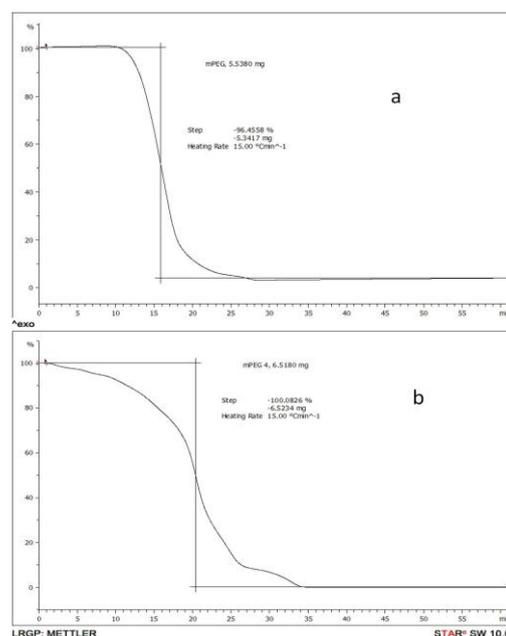 %
100
mPEG, 5.5380 mg
a
80
Step -96.4558 %
-5.3417 mg
Heating Rate 15.00 °Cmin^-1
60
40
20
0
0 5 10 15 20 25 30 35 40 45 50 55 60
^exo
%
100
mPEG 4, 6.5180 mg
b
Step -100.0826 %
-6.5234 mg
Heating Rate 15.00 °Cmin^-1
80
60
40
20
0
0 5 10 15 20 25 30 35 40 45 50 55 60
LRGP: METTLER